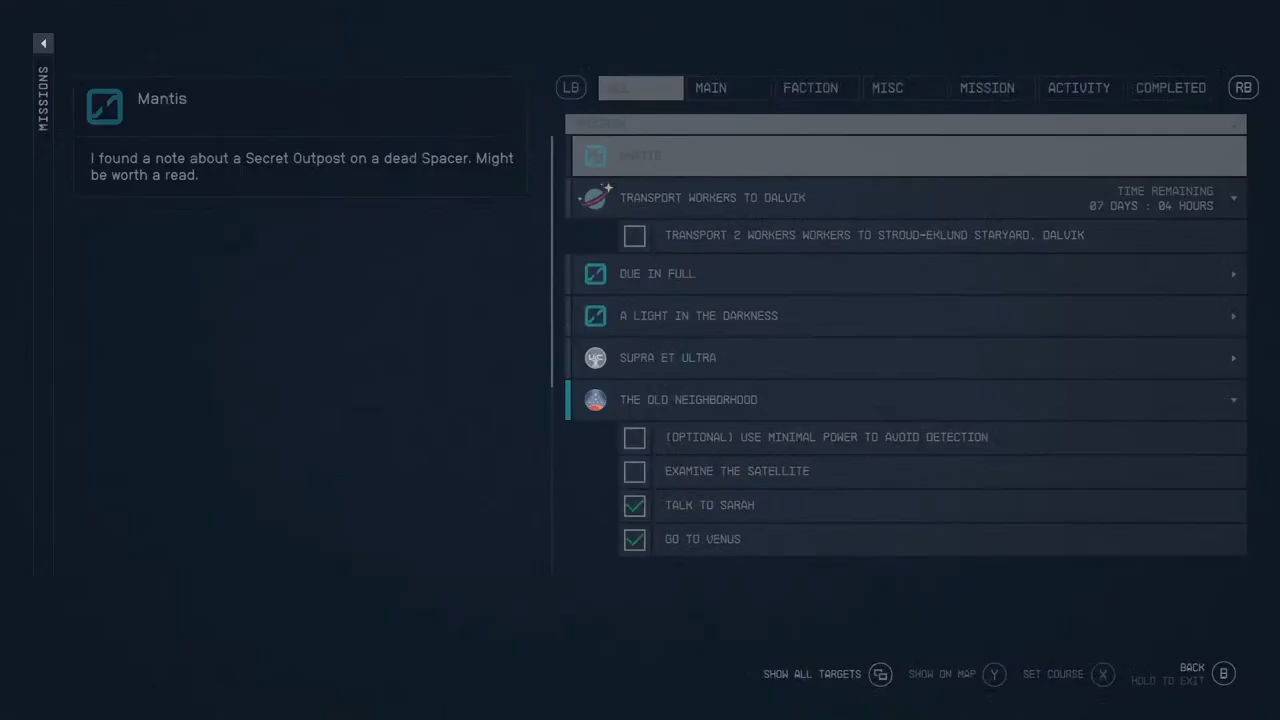 MISSIONS
Mantis
I found a note about a Secret Outpost on a dead Spacer. Might
be worth a read.
LB
ALL
MAIN
FACTION
MISC
MISSION
ACTIVITY
COMPLETED
RB
MANTIS
TRANSPORT WORKERS TO DALVIK
TIME REMAINING
07 DAYS : 04 HOURS
TRANSPORT 2 WORKERS WORKERS TO STROUD-EKLUND STARYARD, DALVIK
DUE IN FULL
A LIGHT IN THE DARKNESS
SUPRA ET ULTRA
THE OLD NEIGHBORHOOD
(OPTIONAL) USE MINIMAL POWER TO AVOID DETECTION
EXAMINE THE SATELLITE
TALK TO SARAH
GO TO VENUS
SHOW ALL TARGETS
SHOW ON MAP Y
SET COURSE X
BACK B
HOLD TO EXIT